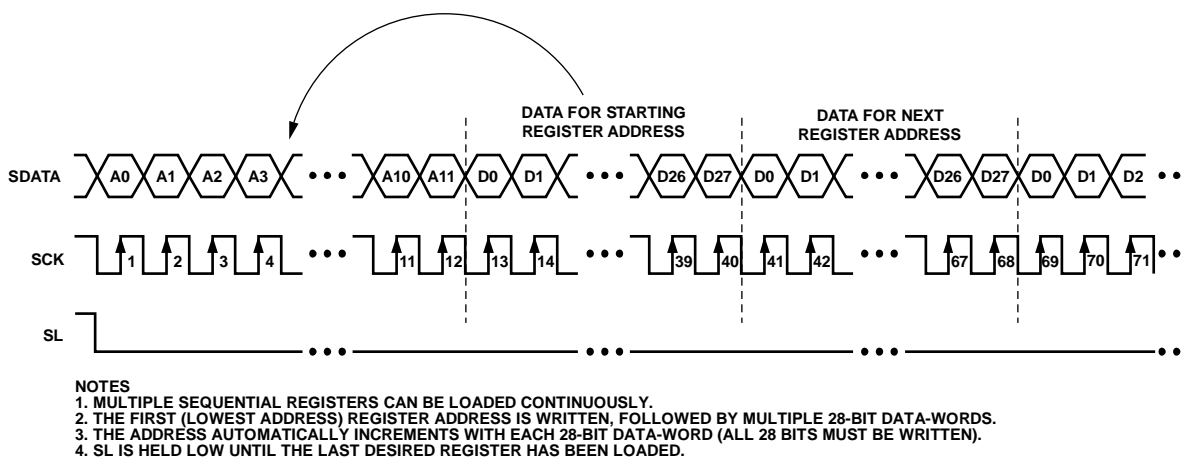 DATA FOR STARTING
REGISTER ADDRESS
DATA FOR NEXT
REGISTER ADDRESS
SDATA A0 A1 A2 A3 ••• A10 A11 D0 D1 ••• D26 D27 D0 D1 ••• D26 D27 D0 D1 D2 ••
SCK 1 2 3 4 ••• 11 12 13 14 ••• 39 40 41 42 ••• 67 68 69 70 71 ••
SL ••• ••• ••• ••
NOTES
1. MULTIPLE SEQUENTIAL REGISTERS CAN BE LOADED CONTINUOUSLY.
2. THE FIRST (LOWEST ADDRESS) REGISTER ADDRESS IS WRITTEN, FOLLOWED BY MULTIPLE 28-BIT DATA-WORDS.
3. THE ADDRESS AUTOMATICALLY INCREMENTS WITH EACH 28-BIT DATA-WORD (ALL 28 BITS MUST BE WRITTEN).
4. SL IS HELD LOW UNTIL THE LAST DESIRED REGISTER HAS BEEN LOADED.